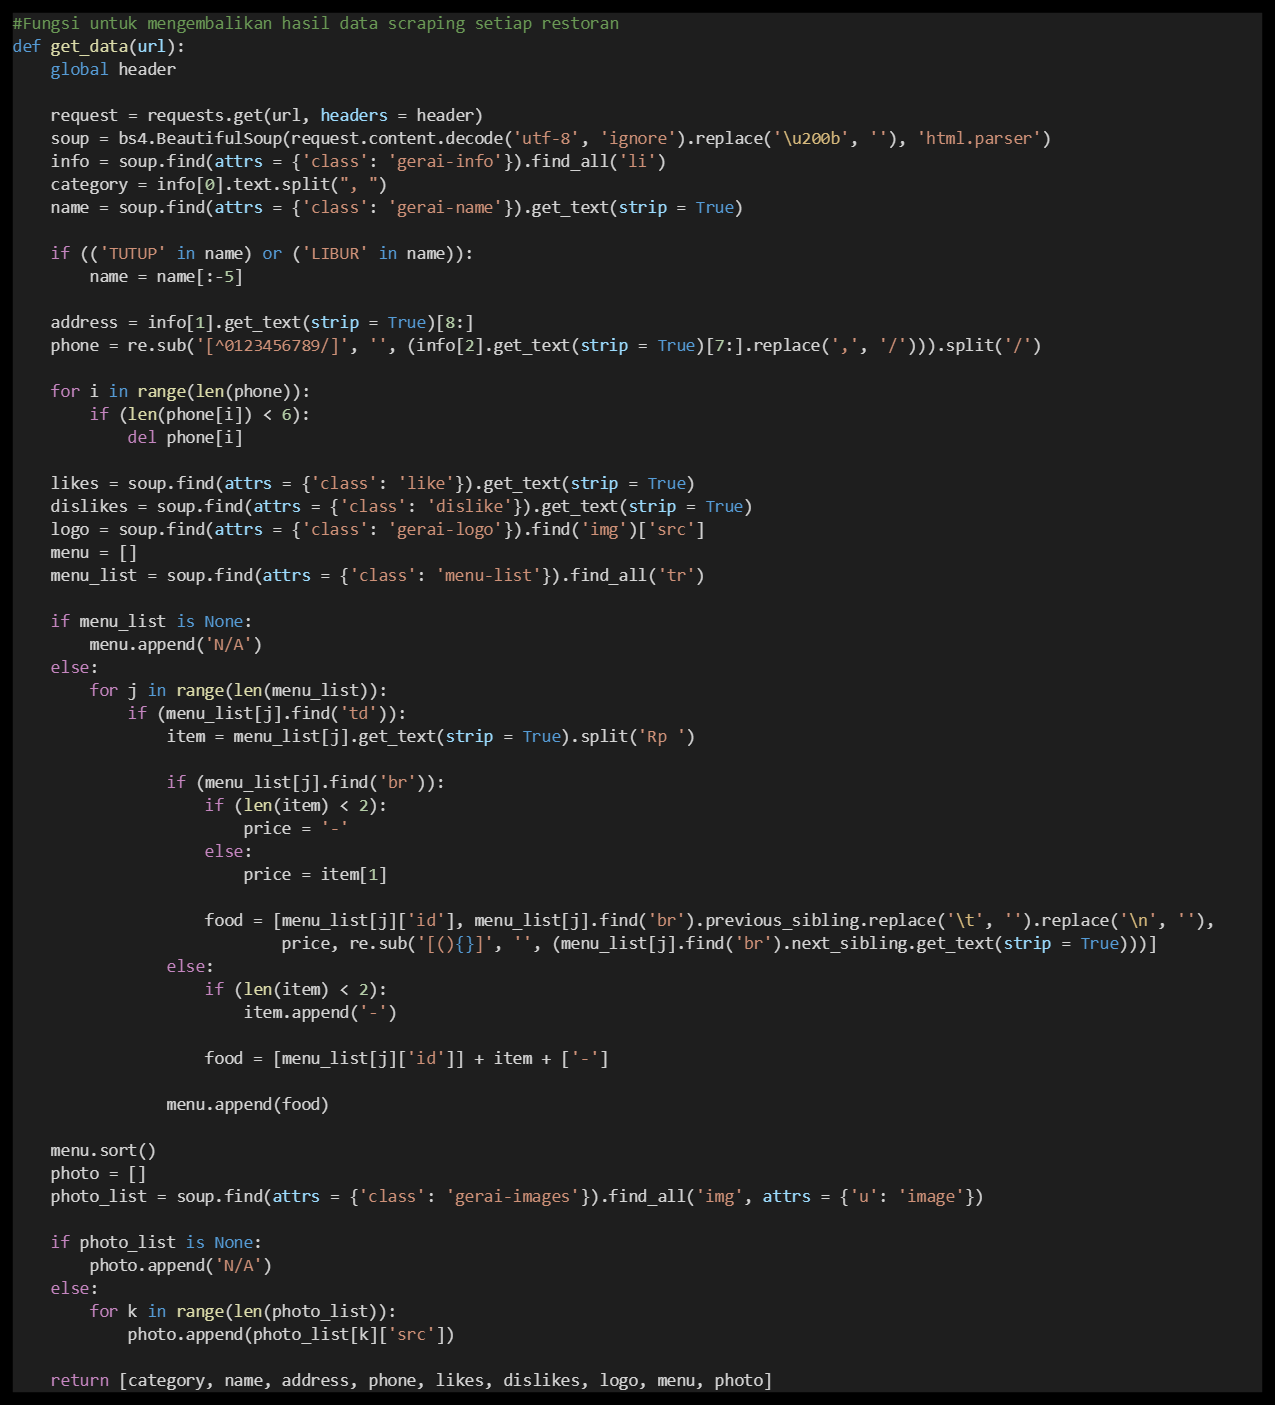 #Fungsi untuk mengembalikan hasil data scraping setiap restoran
def get_data(url):
    global header

    request = requests.get(url, headers = header)
    soup = bs4.BeautifulSoup(request.content.decode('utf-8', 'ignore').replace('\u200b', ''), 'html.parser')
    info = soup.find(attrs = {'class': 'gerai-info'}).find_all('li')
    category = info[0].text.split(", ")
    name = soup.find(attrs = {'class': 'gerai-name'}).get_text(strip = True)

    if (('TUTUP' in name) or ('LIBUR' in name)):
        name = name[:-5]

    address = info[1].get_text(strip = True)[8:]
    phone = re.sub('[^0123456789/]', '', (info[2].get_text(strip = True)[7:].replace(',', '/'))).split('/')

    for i in range(len(phone)):
        if (len(phone[i]) < 6):
            del phone[i]

    likes = soup.find(attrs = {'class': 'like'}).get_text(strip = True)
    dislikes = soup.find(attrs = {'class': 'dislike'}).get_text(strip = True)
    logo = soup.find(attrs = {'class': 'gerai-logo'}).find('img')['src']
    menu = []
    menu_list = soup.find(attrs = {'class': 'menu-list'}).find_all('tr')

    if menu_list is None:
        menu.append('N/A')
    else:
        for j in range(len(menu_list)):
            if (menu_list[j].find('td')):
                item = menu_list[j].get_text(strip = True).split('Rp ')

                if (menu_list[j].find('br')):
                    if (len(item) < 2):
                        price = '-'
                    else:
                        price = item[1]

                    food = [menu_list[j]['id'], menu_list[j].find('br').previous_sibling.replace('\t', '').replace('\n', ''),
                            price, re.sub('[(){}]', '', (menu_list[j].find('br').next_sibling.get_text(strip = True)))]
                else:
                    if (len(item) < 2):
                        item.append('-')

                    food = [menu_list[j]['id']] + item + ['-']

                menu.append(food)

    menu.sort()
    photo = []
    photo_list = soup.find(attrs = {'class': 'gerai-images'}).find_all('img', attrs = {'u': 'image'})

    if photo_list is None:
        photo.append('N/A')
    else:
        for k in range(len(photo_list)):
            photo.append(photo_list[k]['src'])

    return [category, name, address, phone, likes, dislikes, logo, menu, photo]